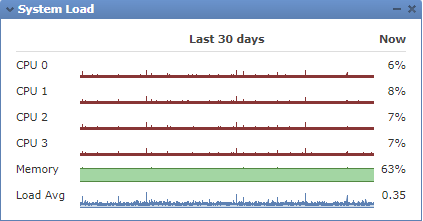 System Load
Last 30 days Now
CPU 0 6%
CPU 1 8%
CPU 2 7%
CPU 3 7%
Memory 63%
Load Avg 0.35